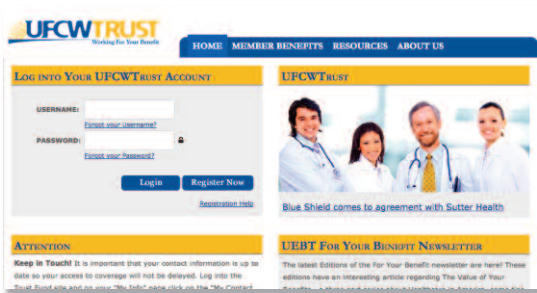 UFCWTRUST
Working For Your Benefit
HOME MEMBER BENEFITS RESOURCES ABOUT US
LOG INTO YOUR UFCWTRUST ACCOUNT
USERNAME:
Forgot your Username?
PASSWORD:
Forgot your Password?
Login Register Now
Registration Help
UFCWTRUST
Blue Shield comes to agreement with Sutter Health
ATTENTION
Keep in Touch! It is important that your contact information is up to
date so your access to coverage will not be delayed. Log into the
Trust Fund site and on your "My Info" page click on the "My Contact
UEBT FOR YOUR BENEFIT NEWSLETTER
The latest Editions of the For Your Benefit newsletter are here! These
editions have an interesting article regarding The Value of Your